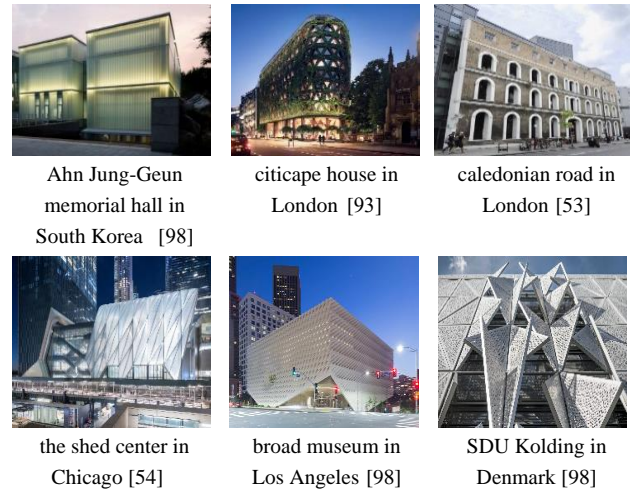 Ahn Jung-Geun
memorial hall in
South Korea [98]
citicape house in
London [93]
caledonian road in
London [53]
the shed center in
Chicago [54]
broad museum in
Los Angeles [98]
SDU Kolding in
Denmark [98]